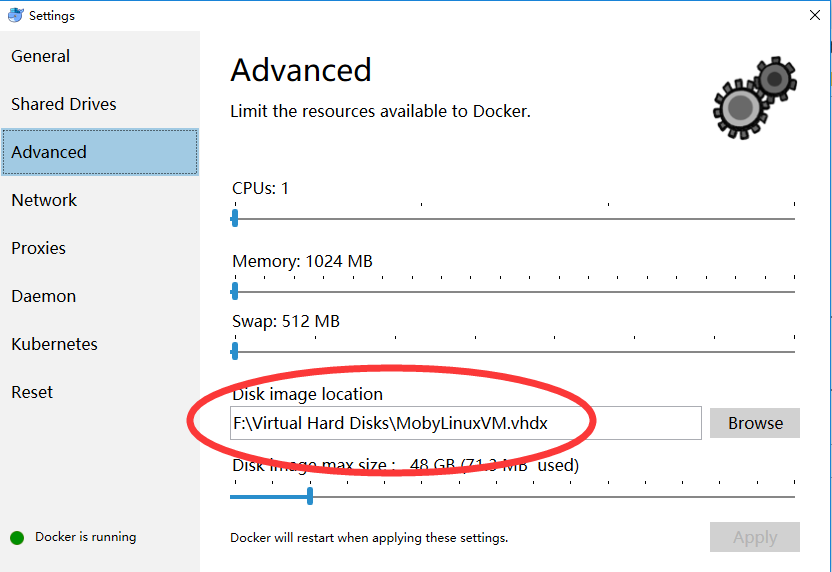 Settings
General
Shared Drives
Advanced
Network
Proxies
Daemon
Kubernetes
Reset
Docker is running
Advanced
Limit the resources available to Docker.
CPUs: 1
Memory: 1024 MB
Swap: 512 MB
Disk image location
F:\Virtual Hard Disks\MobyLinuxVM.vhdx
Browse
Disk image max size : 48 GB (71.3 MB used)
Docker will restart when applying these settings.
Apply